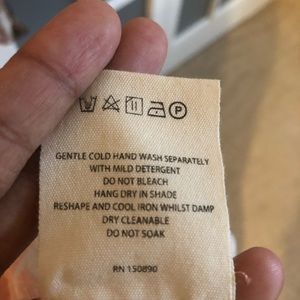 P
GENTLE COLD HAND WASH SEPARATELY
WITH MILD DETERGENT
DO NOT BLEACH
HANG DRY IN SHADE
RESHAPE AND COOL IRON WHILST DAMP
DRY CLEANABLE
DO NOT SOAK
RN 150890